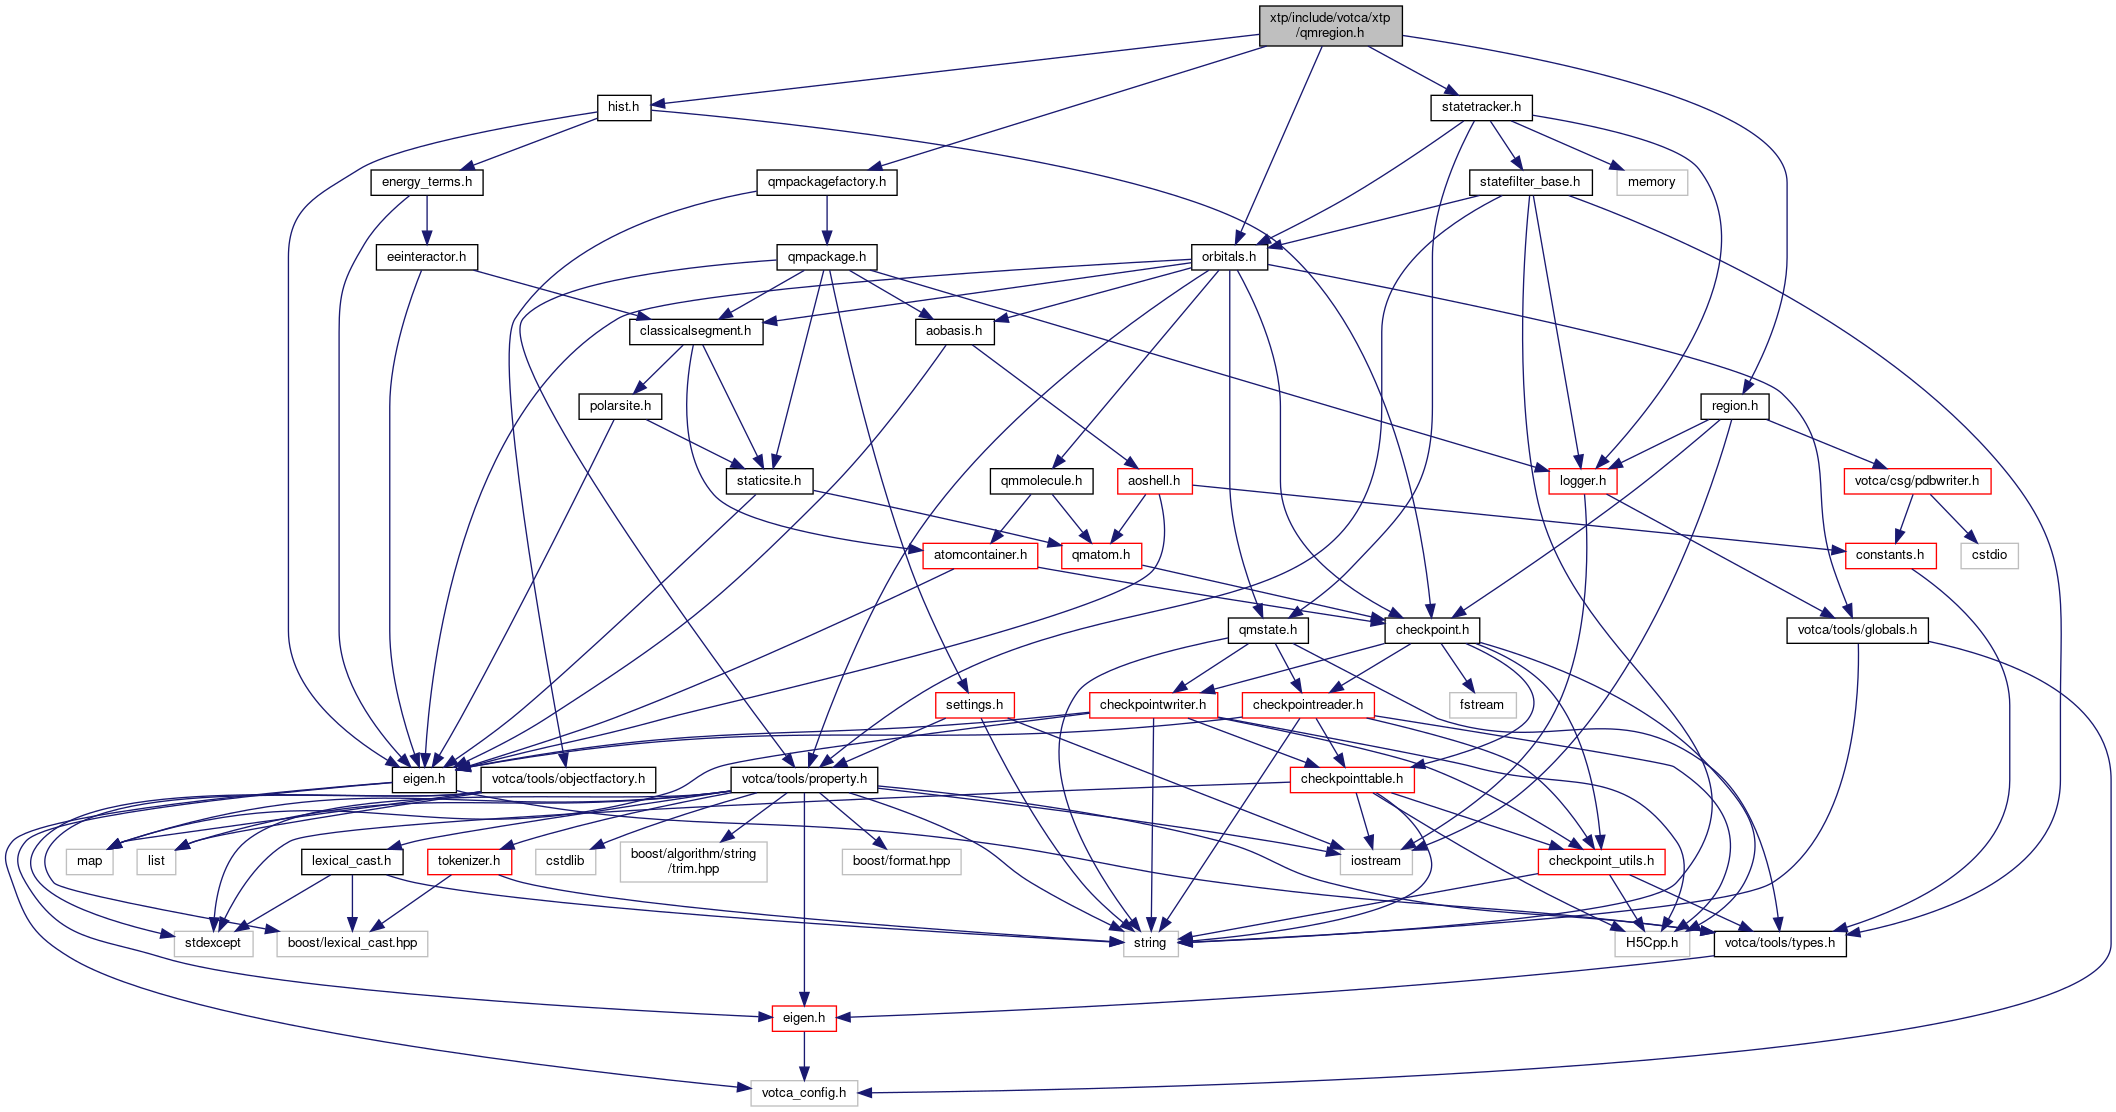 xtp/include/votca/xtp
/qmregion.h
hist.h
statetracker.h
energy_terms.h
qmpackagefactory.h
statefilter_base.h
memory
eeinteractor.h
qmpackage.h
orbitals.h
classicalsegment.h
aobasis.h
polarsite.h
region.h
staticsite.h
qmmolecule.h
aoshell.h
logger.h
votca/csg/pdbwriter.h
atomcontainer.h
qmatom.h
constants.h
cstdio
qmstate.h
checkpoint.h
votca/tools/globals.h
settings.h
checkpointwriter.h
checkpointreader.h
fstream
eigen.h
votca/tools/objectfactory.h
votca/tools/property.h
checkpointtable.h
map
list
lexical_cast.h
tokenizer.h
cstdlib
boost/algorithm/string
/trim.hpp
boost/format.hpp
iostream
checkpoint_utils.h
stdexcept
boost/lexical_cast.hpp
string
H5Cpp.h
votca/tools/types.h
eigen.h
votca_config.h